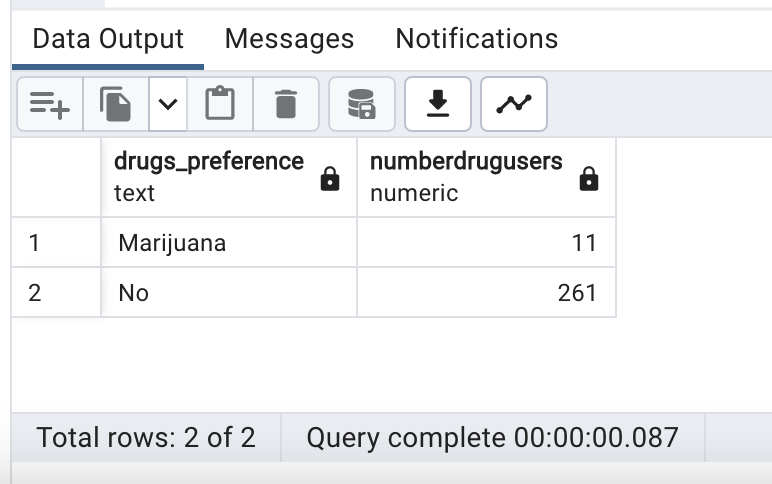 Data Output Messages Notifications
drugs_preference numberdrugusers
text numeric
1 Marijuana 11
2 No 261
Total rows: 2 of 2 Query complete 00:00:00.087